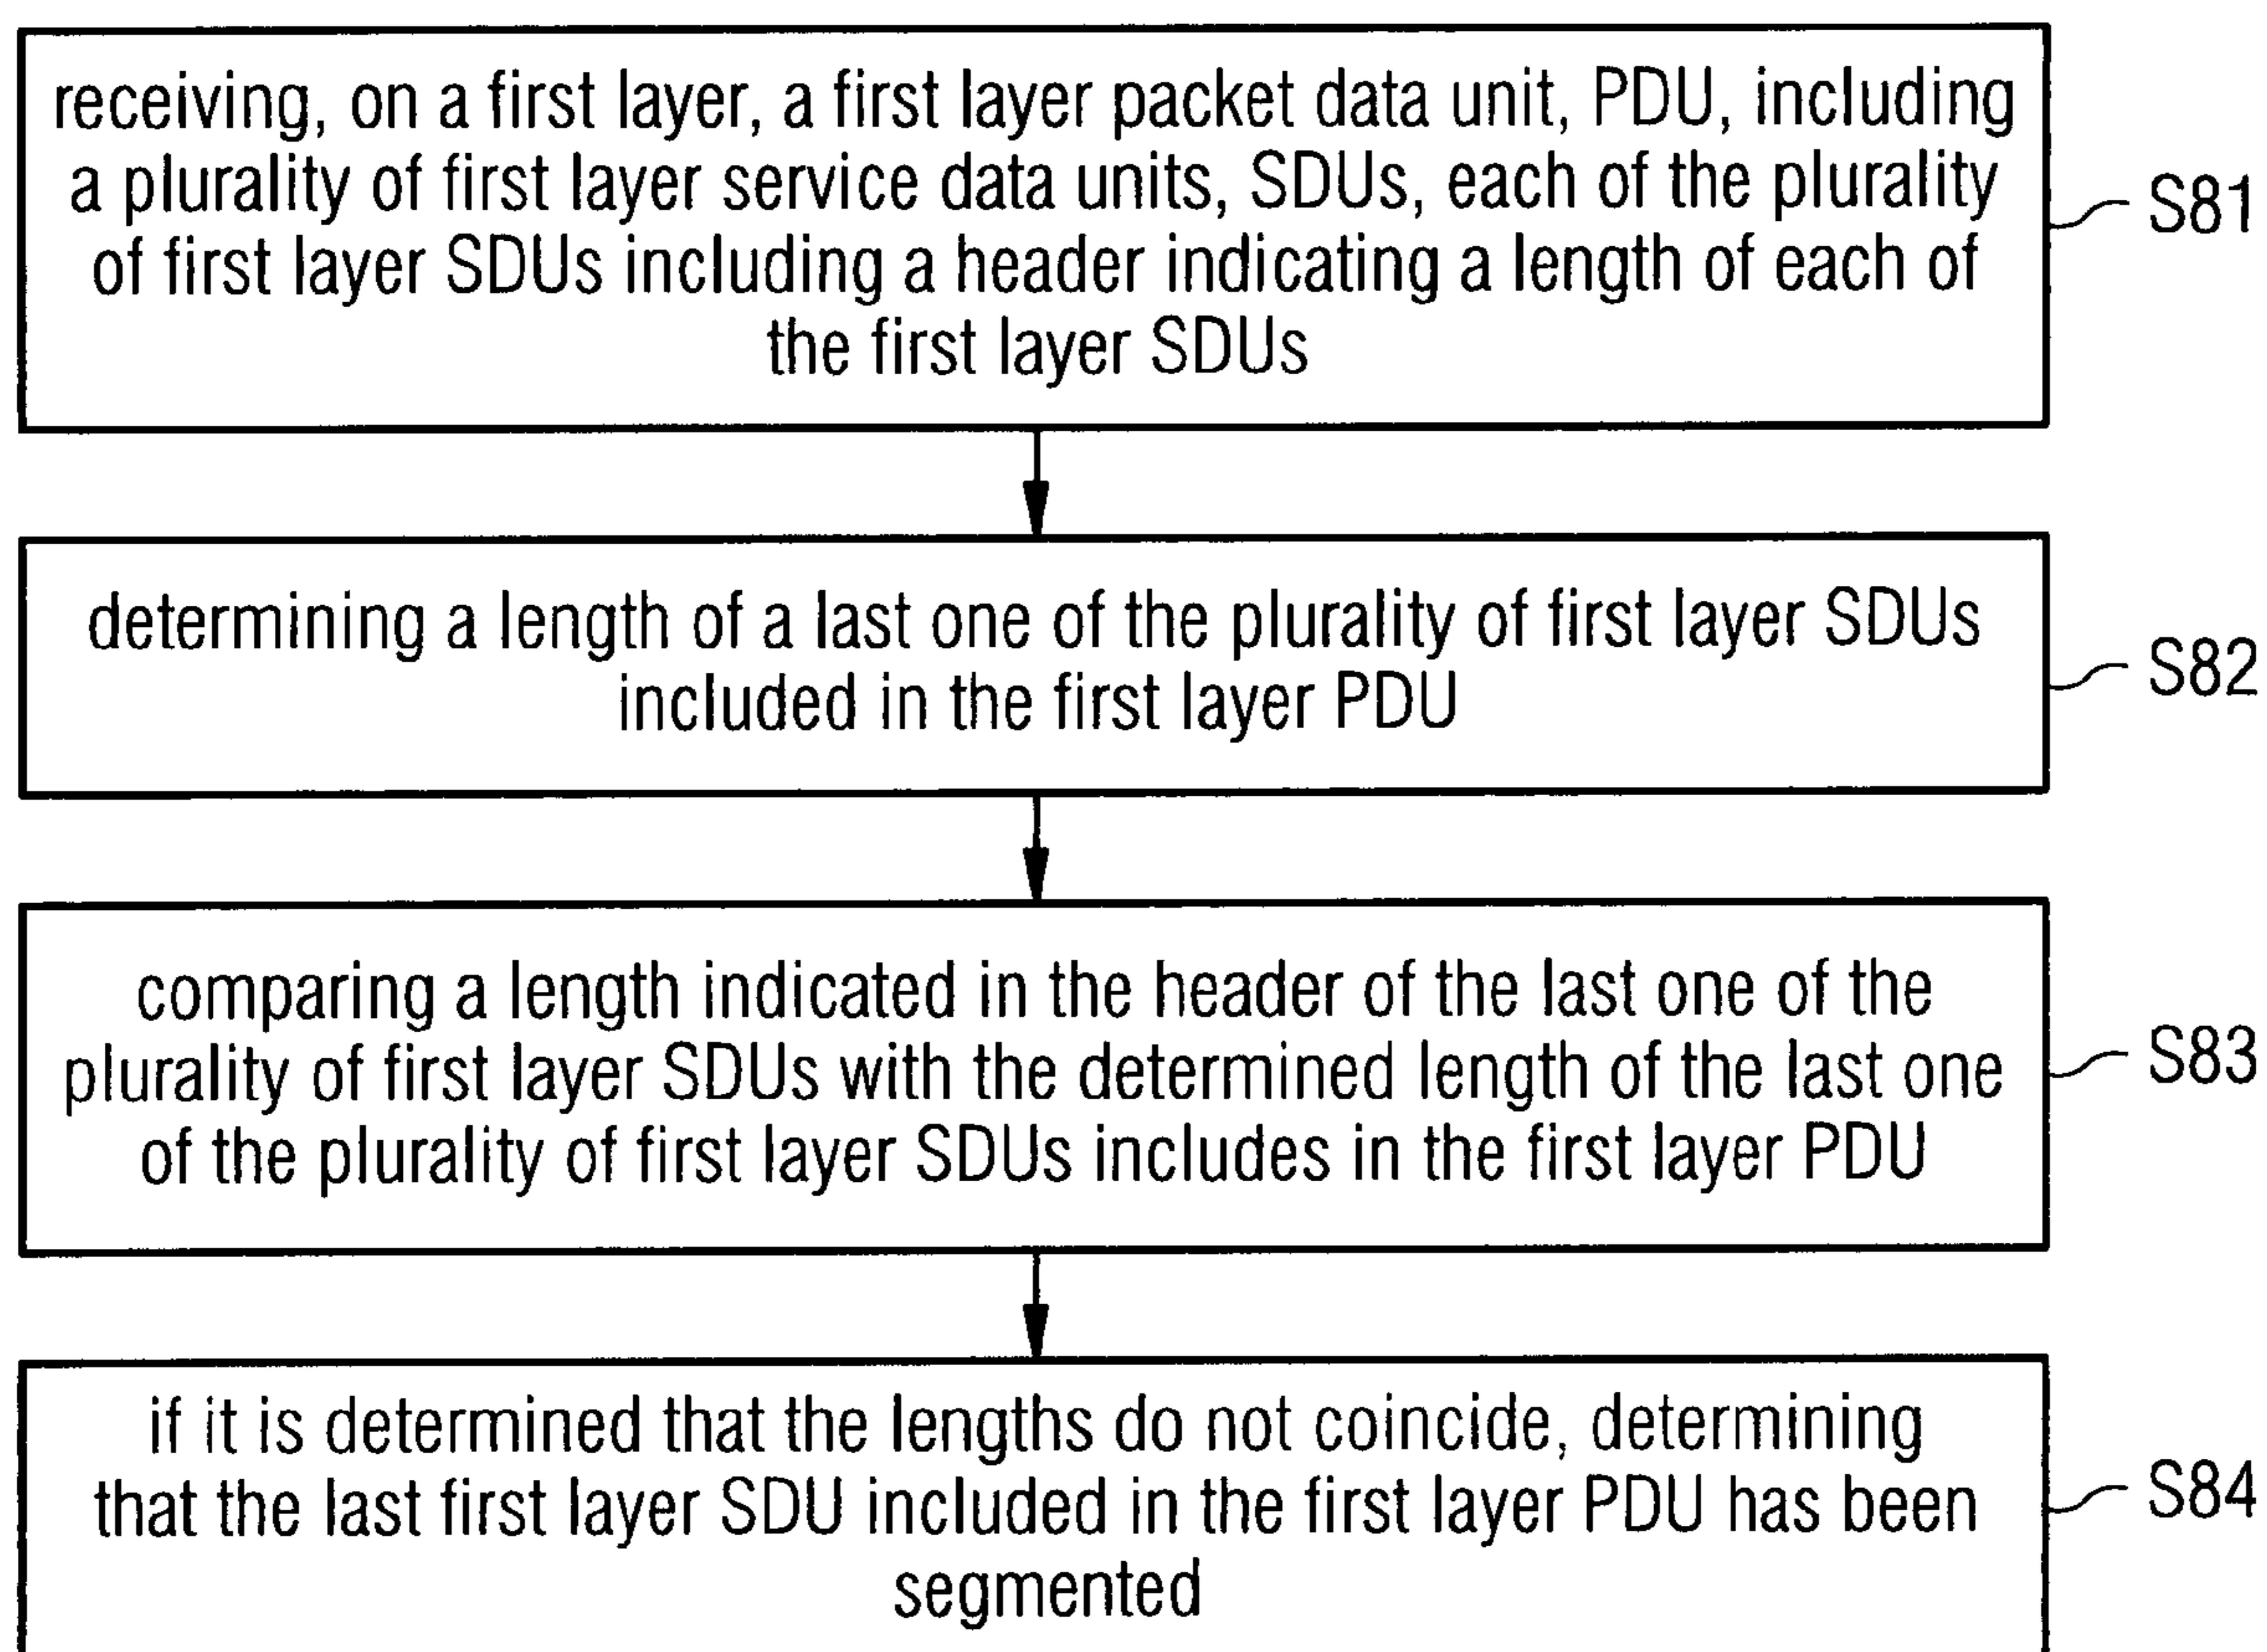 receiving, on a first layer, a first layer packet data unit, PDU, including
a plurality of first layer service data units, SDUs, each of the plurality
of first layer SDUs including a header indicating a length of each of
the first layer SDUs
S81
determining a length of a last one of the plurality of first layer SDUs
included in the first layer PDU
S82
comparing a length indicated in the header of the last one of the
plurality of first layer SDUs with the determined length of the last one
of the plurality of first layer SDUs includes in the first layer PDU
S83
if it is determined that the lengths do not coincide, determining
that the last first layer SDU included in the first layer PDU has been
segmented
S84